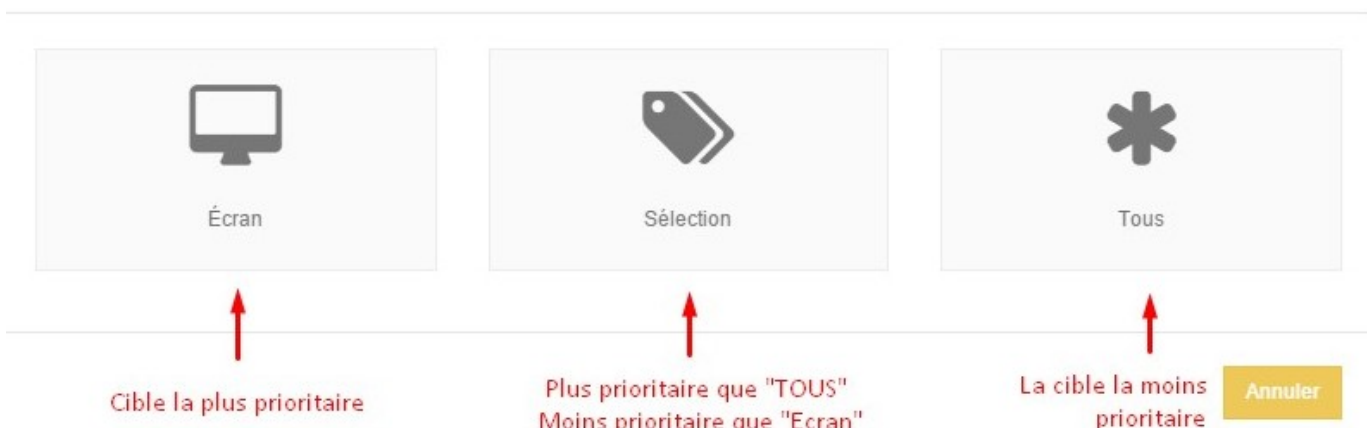 Écran
Sélection
Tous
Cible la plus prioritaire
Plus prioritaire que "TOUS"
Moins prioritaire que "Ecran"
La cible la moins
prioritaire
Annuler